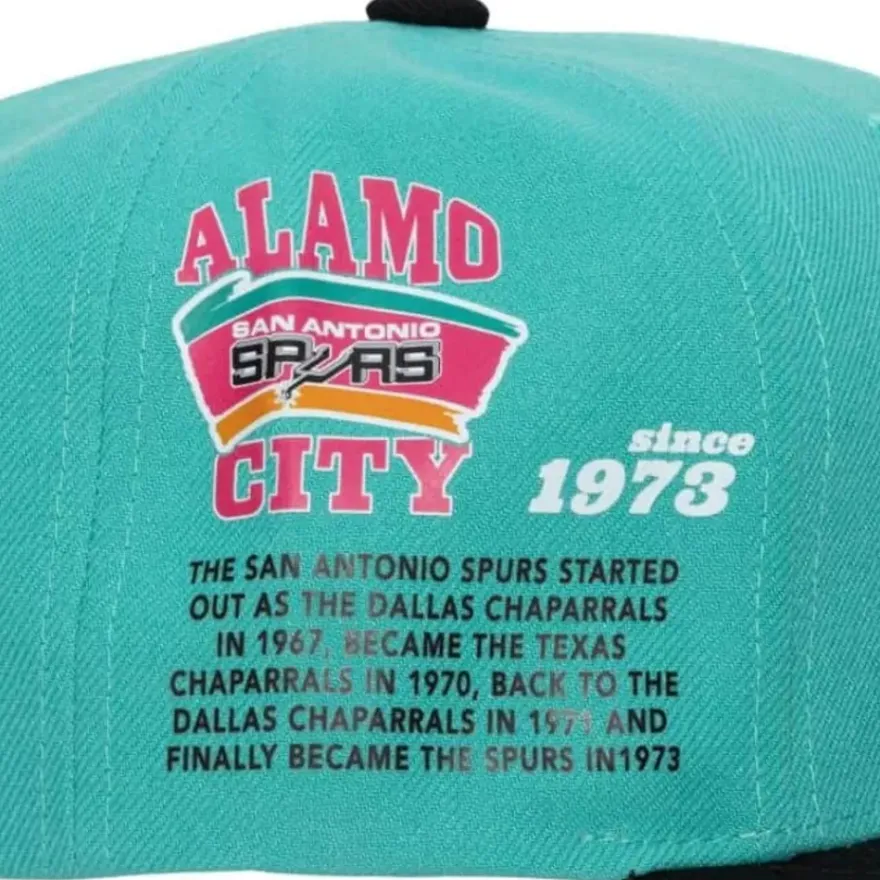 ALAMO
SAN ANTONIO
SPURS
CITY
since
1973
THE SAN ANTONIO SPURS STARTED
OUT AS THE DALLAS CHAPARRALS
IN 1967, BECAME THE TEXAS
CHAPARRALS IN 1970, BACK TO THE
DALLAS CHAPARRALS IN 1971 AND
FINALLY BECAME THE SPURS IN1973